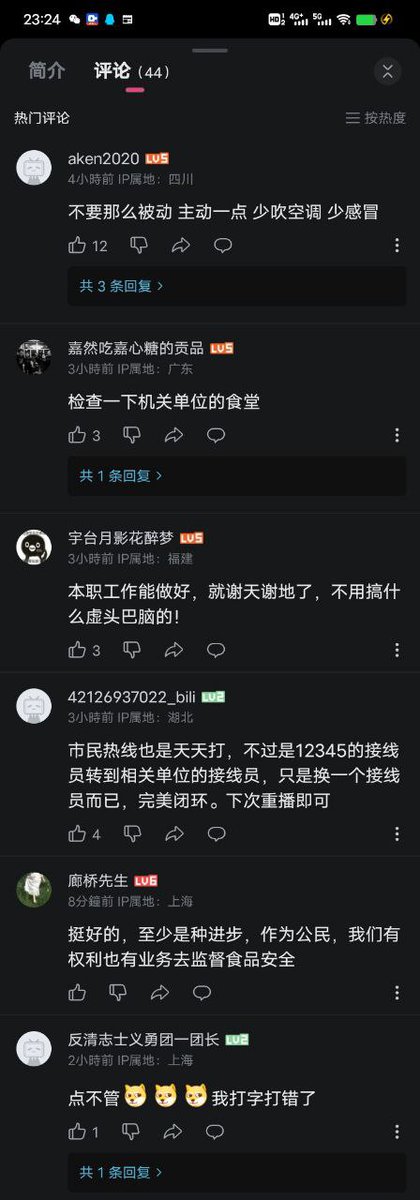 23:24
HD 2 4G+ 5G
简介 评论（44）
热门评论 按热度
aken2020 LV5
4小時前 IP属地：四川
不要那么被动 主动一点 少吹空调 少感冒
12
共 3 条回复 >
嘉然吃嘉心糖的贡品 LV5
3小時前 IP属地：广东
检查一下机关单位的食堂
3
共 1 条回复 >
宇台月影花醉梦 LV5
3小時前 IP属地：福建
本职工作能做好，就谢天谢地了，不用搞什
么虚头巴脑的！
3
42126937022_bili LV2
3小時前 IP属地：湖北
市民热线也是天天打，不过是12345的接线
员转到相关单位的接线员，只是换一个接线
员而已，完美闭环。下次重播即可
4
廊桥先生 LV6
8分鐘前 IP属地：上海
挺好的，至少是种进步，作为公民，我们有
权利也有业务去监督食品安全
反清志士义勇团一团长 LV2
2小時前 IP属地：上海
点不管 我打字打错了
1
共 1 条回复 >